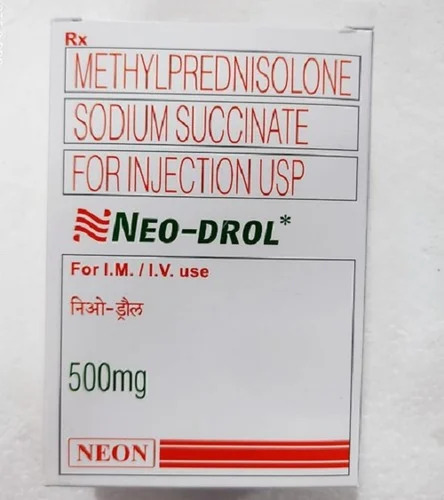 Rx
METHYLPREDNISOLONE
SODIUM SUCCINATE
FOR INJECTION USP
NEO-DROL*
For I.M. / I.V. use
निओ-ड्रौल
500mg
NEON